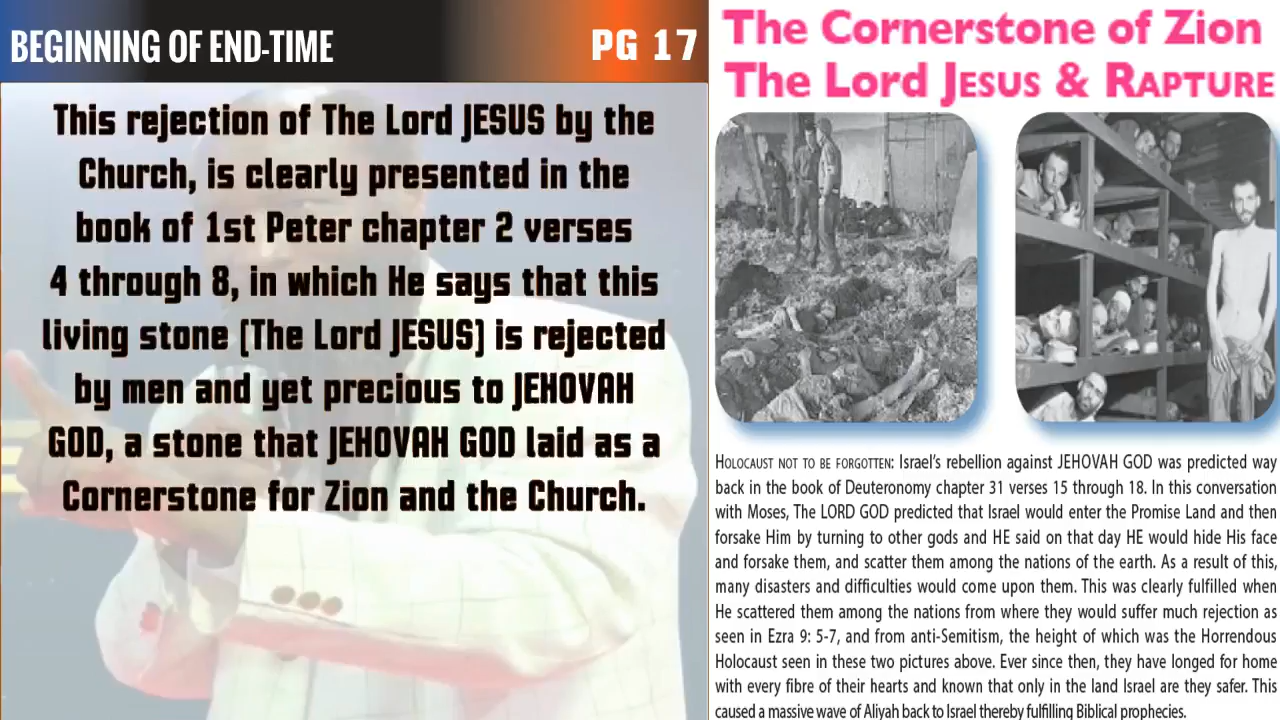 BEGINNING OF END-TIME
PG 17
This rejection of The Lord JESUS by the
Church, is clearly presented in the
book of 1st Peter chapter 2 verses
4 through 8, in which He says that this
living stone (The Lord JESUS) is rejected
by men and yet precious to JEHOVAH
GOD, a stone that JEHOVAH GOD laid as a
Cornerstone for Zion and the Church.
The Cornerstone of Zion
The Lord JESUS & RAPTURE
HOLOCAUST NOT TO BE FORGOTTEN: Israel's rebellion against JEHOVAH GOD was predicted way
back in the book of Deuteronomy chapter 31 verses 15 through 18. In this conversation
with Moses, The LORD GOD predicted that Israel would enter the Promise Land and then
forsake Him by turning to other gods and HE said on that day HE would hide His face
and forsake them, and scatter them among the nations of the earth. As a result of this,
many disasters and difficulties would come upon them. This was clearly fulfilled when
He scattered them among the nations from where they would suffer much rejection as
seen in Ezra 9: 5-7, and from anti-Semitism, the height of which was the Horrendous
Holocaust seen in these two pictures above. Ever since then, they have longed for home
with every fibre of their hearts and known that only in the land Israel are they safer. This
caused a massive wave of Aliyah back to Israel thereby fulfilling Biblical prophecies.